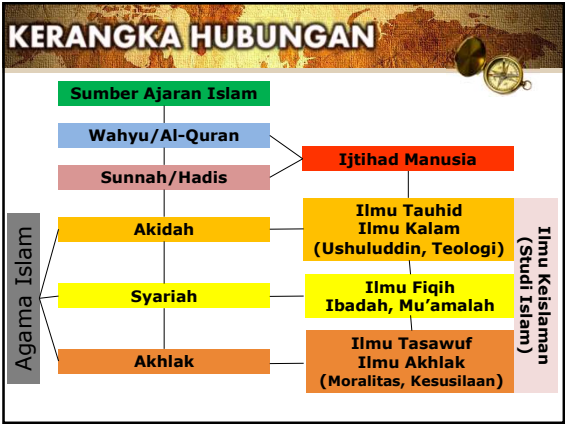 KERANGKA HUBUNGAN
Sumber Ajaran Islam
Wahyu/Al-Quran
Sunnah/Hadis
Ijtihad Manusia
Agama Islam
Akidah
Ilmu Tauhid
Ilmu Kalam
(Ushuluddin, Teologi)
Syariah
Ilmu Fiqih
Ibadah, Mu’amalah
Akhlak
Ilmu Tasawuf
Ilmu Akhlak
(Moralitas, Kesusilaan)
Ilmu Keislaman
(Studi Islam)